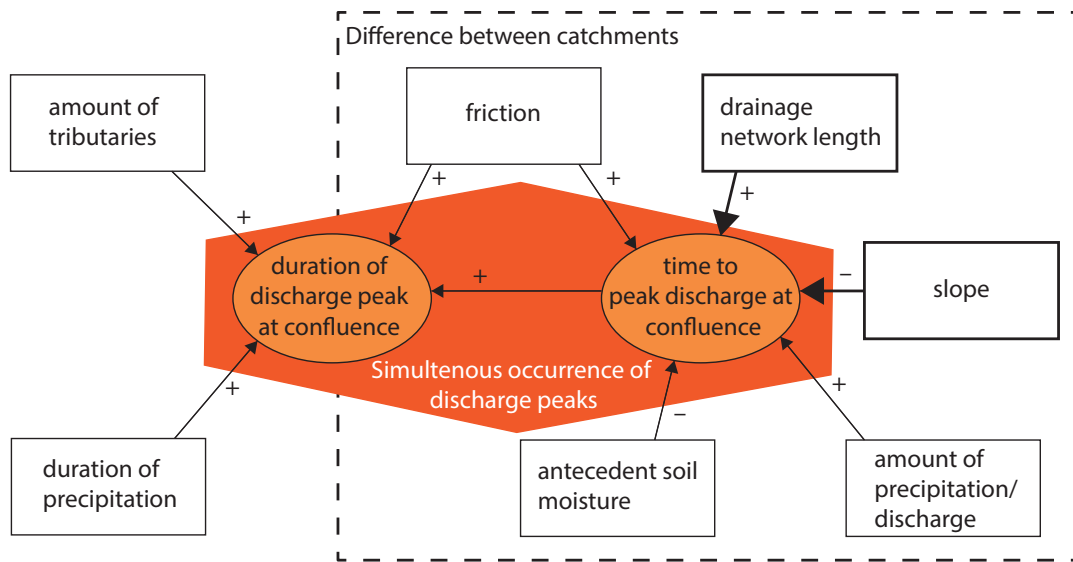 Difference between catchments
amount of
tributaries
friction
drainage
network length
+
+
+
+
duration of
discharge peak
at confluence
+
time to
peak discharge at
confluence
–
slope
Simultenous occurrence of
discharge peaks
+
–
+
duration of
precipitation
antecedent soil
moisture
amount of
precipitation/
discharge